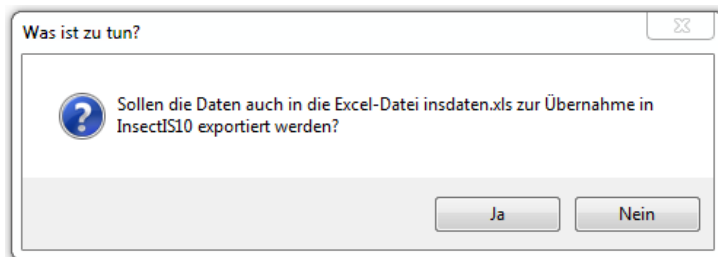 Was ist zu tun?
Sollen die Daten auch in die Excel-Datei insdaten.xls zur Übernahme in
InsectIS10 exportiert werden?
Ja Nein